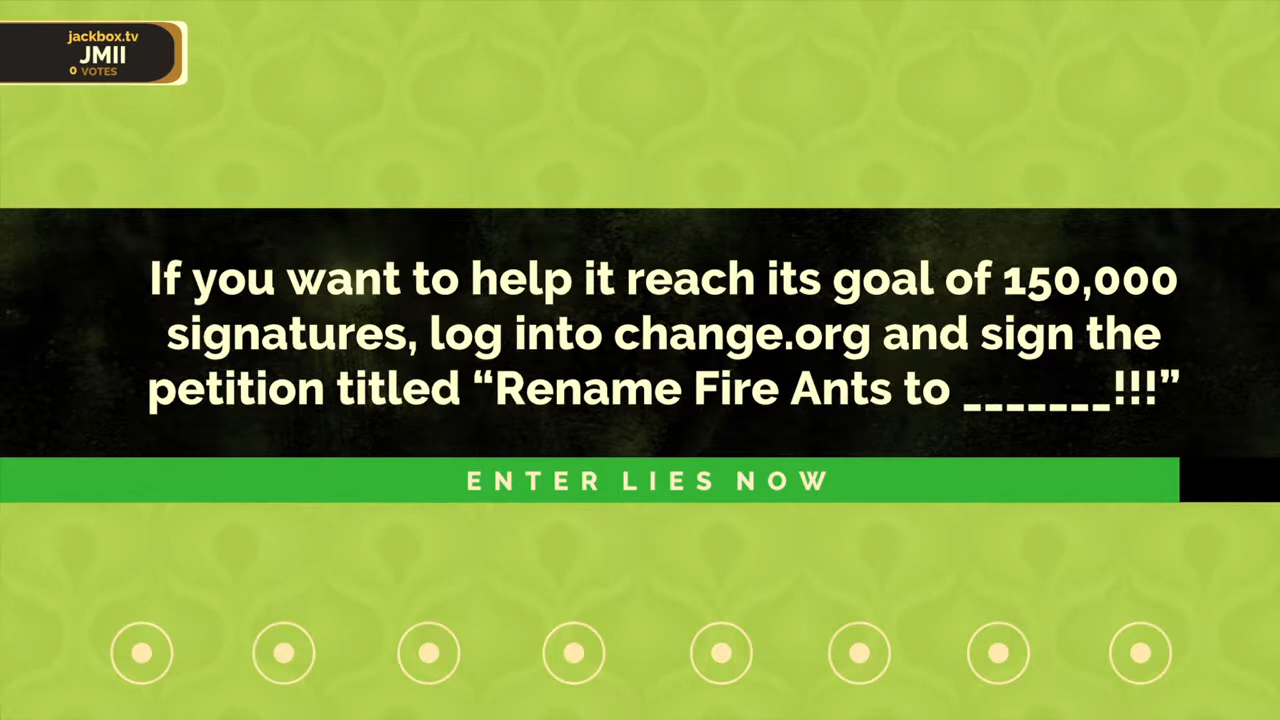 jackbox.tv
JMII
0 VOTES
If you want to help it reach its goal of 150,000
signatures, log into change.org and sign the
petition titled “Rename Fire Ants to _______!!!”
ENTER LIES NOW